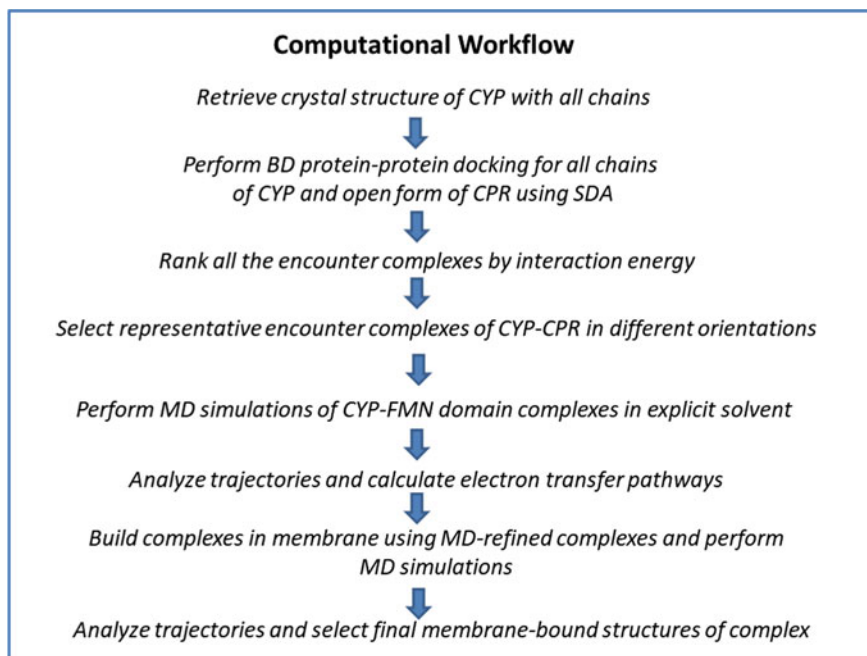 Computational Workflow
Retrieve crystal structure of CYP with all chains
Perform BD protein-protein docking for all chains
of CYP and open form of CPR using SDA
Rank all the encounter complexes by interaction energy
Select representative encounter complexes of CYP-CPR in different orientations
Perform MD simulations of CYP-FMN domain complexes in explicit solvent
Analyze trajectories and calculate electron transfer pathways
Build complexes in membrane using MD-refined complexes and perform
MD simulations
Analyze trajectories and select final membrane-bound structures of complex